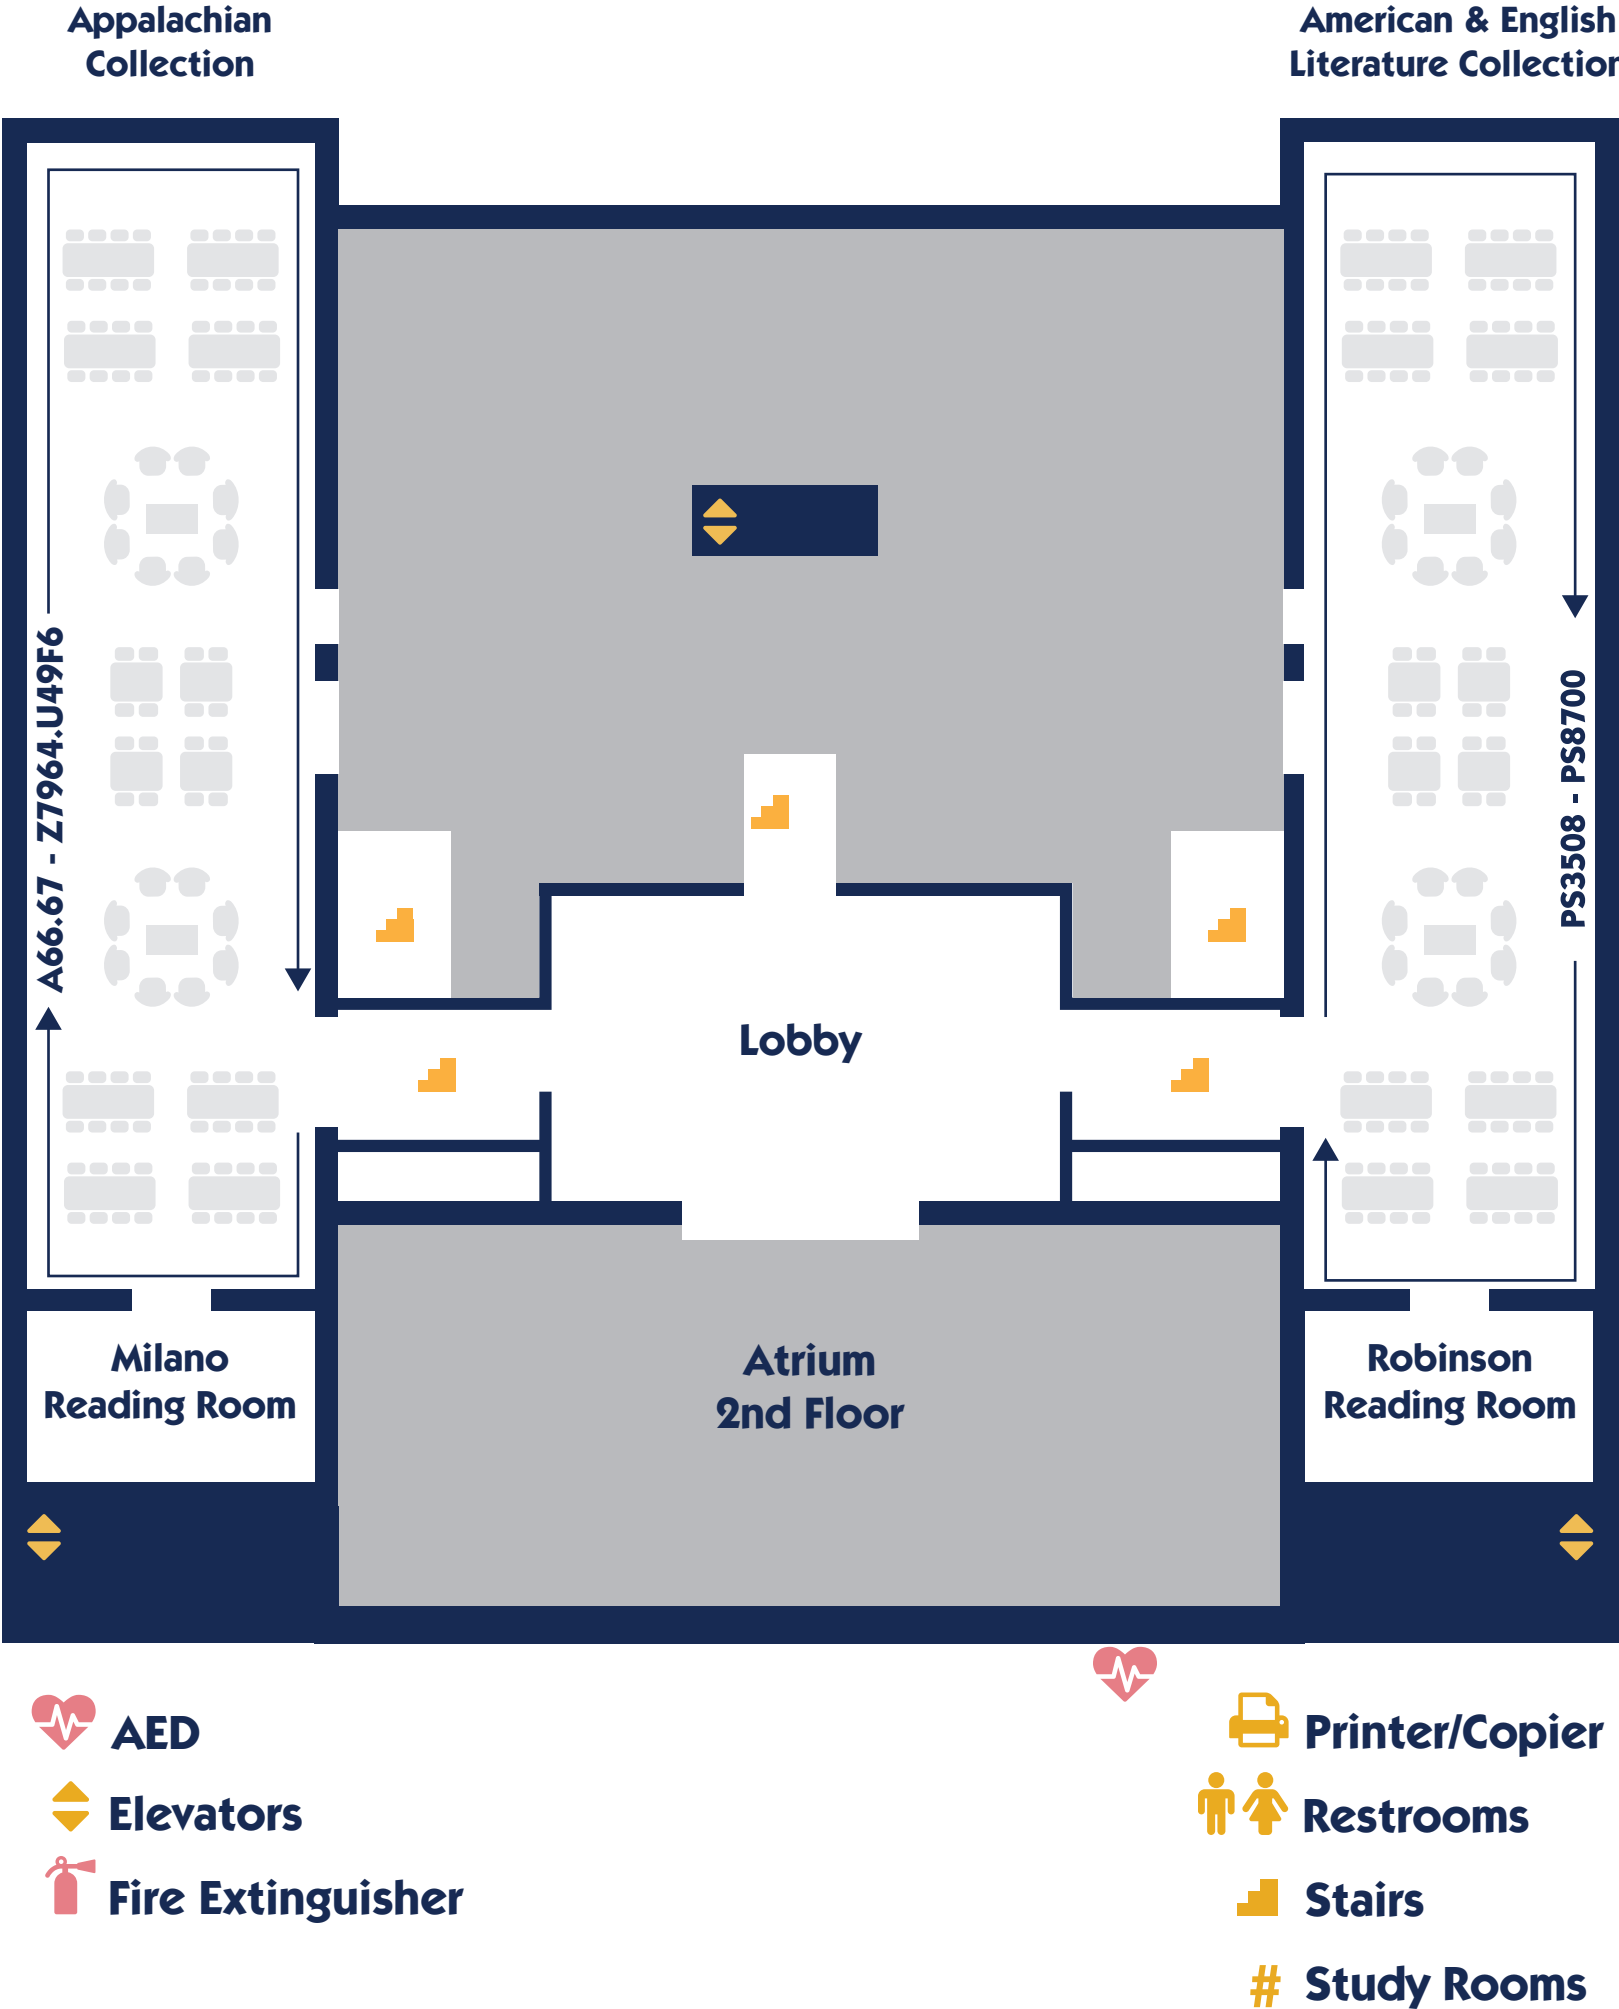 Appalachian
Collection
American & English
Literature Collection
A66.67 - Z7964.U49F6
PS3508 - PS8700
Lobby
Milano
Reading Room
Atrium
2nd Floor
Robinson
Reading Room
AED
Elevators
Fire Extinguisher
Printer/Copier
Restrooms
Stairs
# Study Rooms